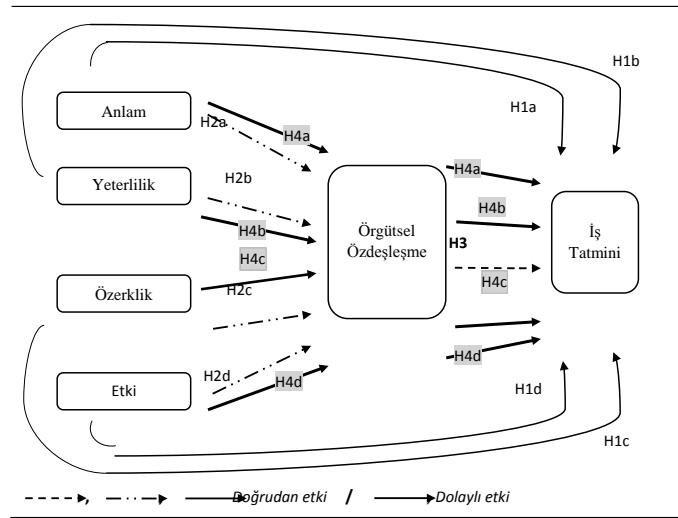 H1b
H1a
Anlam
H2a
H4a
H4a
Yeterlilik
H2b
H4b
H4b
Örgütsel
Özdeşleşme
İş
Tatmini
H3
H4c
H4c
Özerklik
H2c
H2d
H4d
H4d
Etki
H1d
H1c
, Doğrudan etki / Dolaylı etki